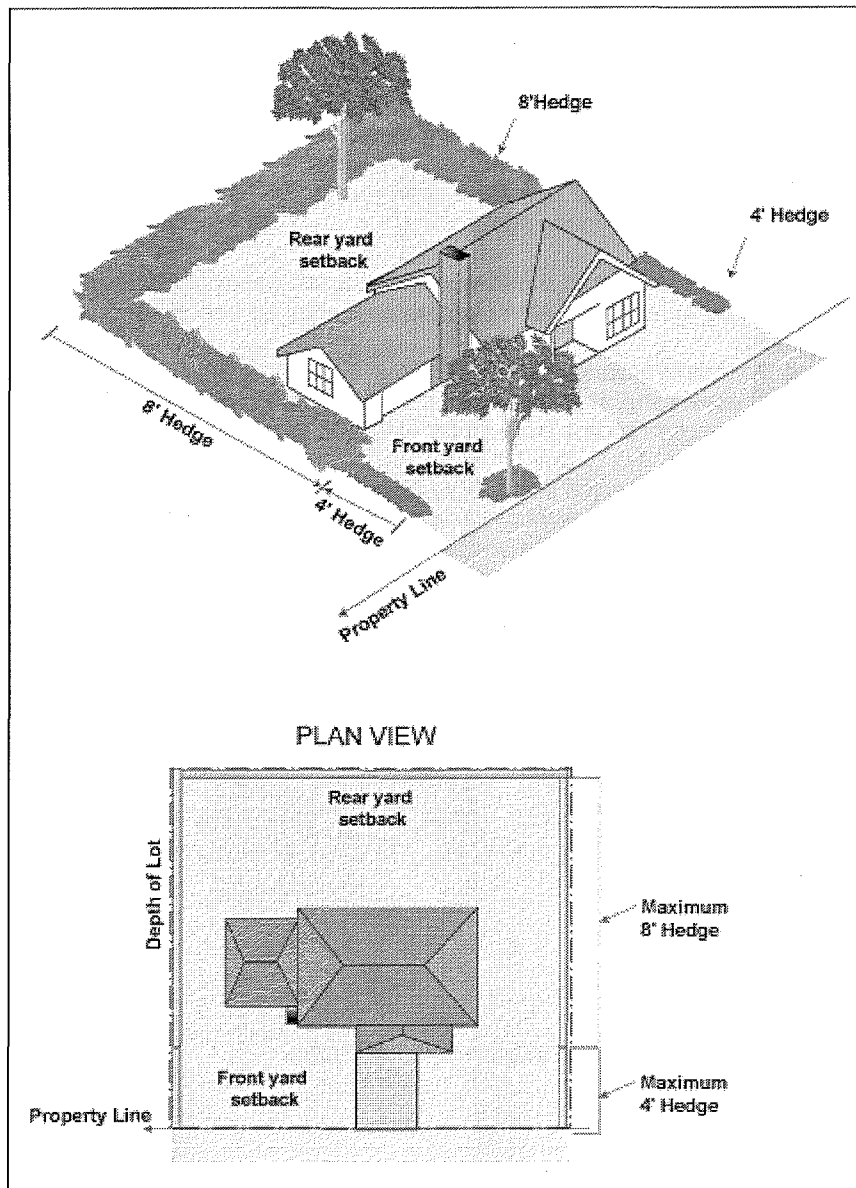 8' Hedge
4' Hedge
Rear yard
setback
8' Hedge
Front yard
setback
4' Hedge
Property Line
PLAN VIEW
Rear yard
setback
Depth of Lot
Maximum
8' Hedge
Front yard
setback
Maximum
4' Hedge
Property Line